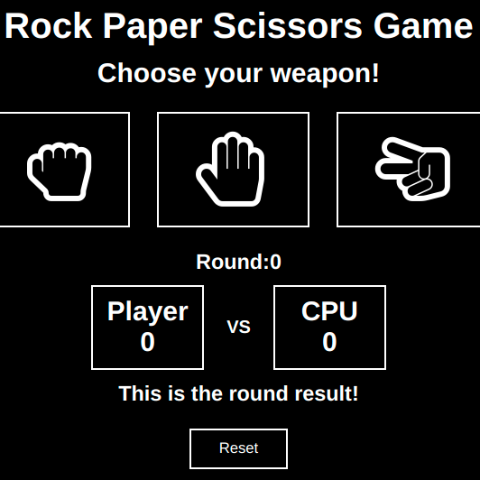 Rock Paper Scissors Game
Choose your weapon!
Round:0
Player
0
VS
CPU
0
This is the round result!
Reset